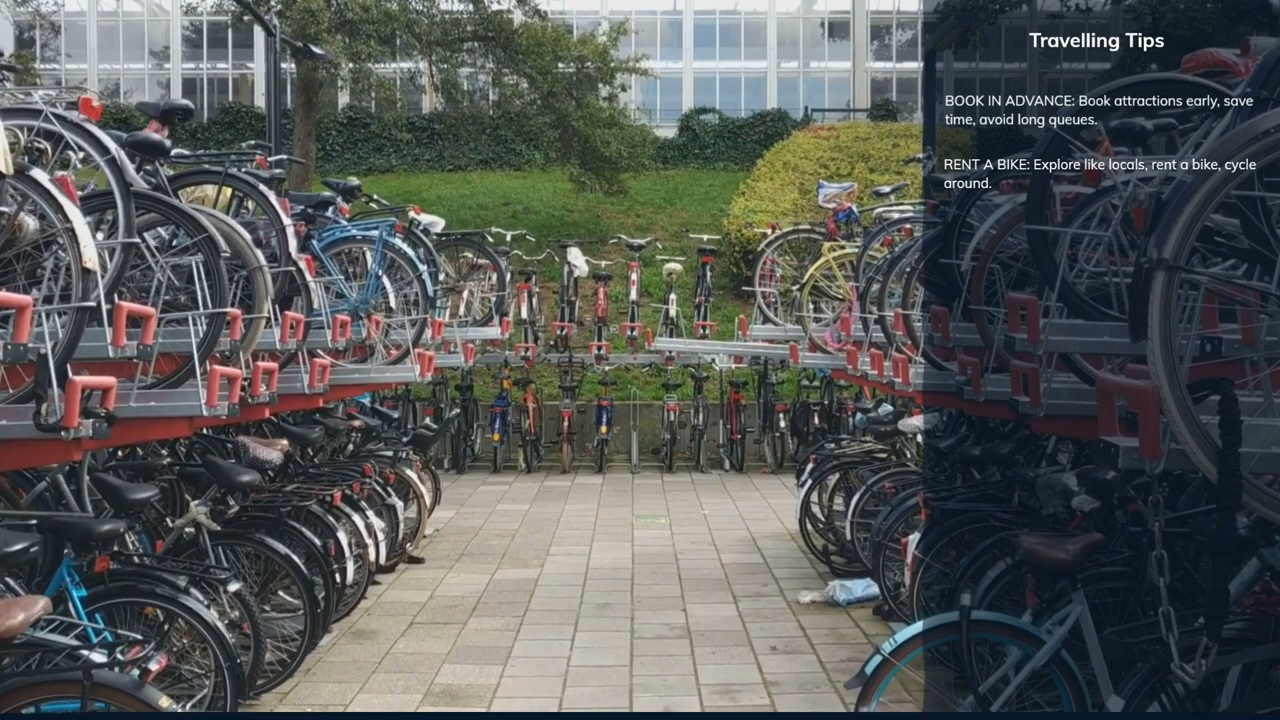 Travelling Tips
BOOK IN ADVANCE: Book attractions early, save
time, avoid long queues.
RENT A BIKE: Explore like locals, rent a bike, cycle
around.